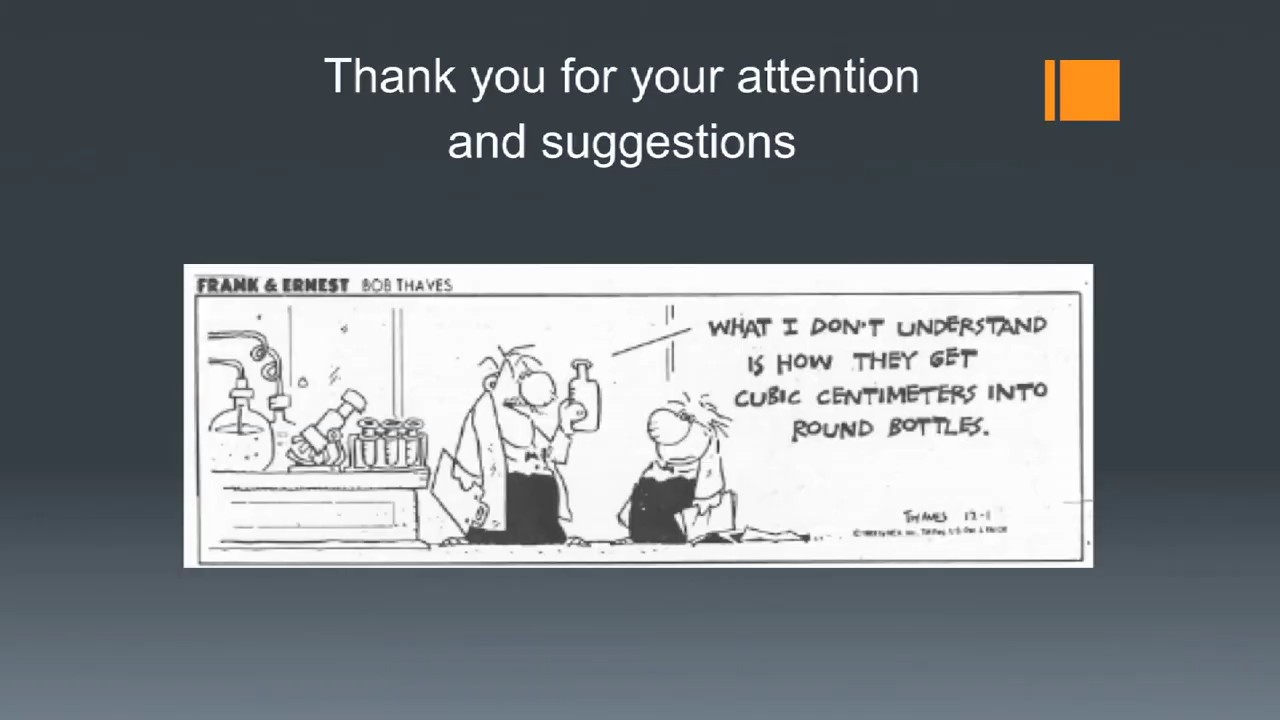 Thank you for your attention
and suggestions
FRANK & ERNEST BOB THAVES
WHAT I DON'T UNDERSTAND
IS HOW THEY GET
CUBIC CENTIMETERS INTO
ROUND BOTTLES.
THAVES 12-1